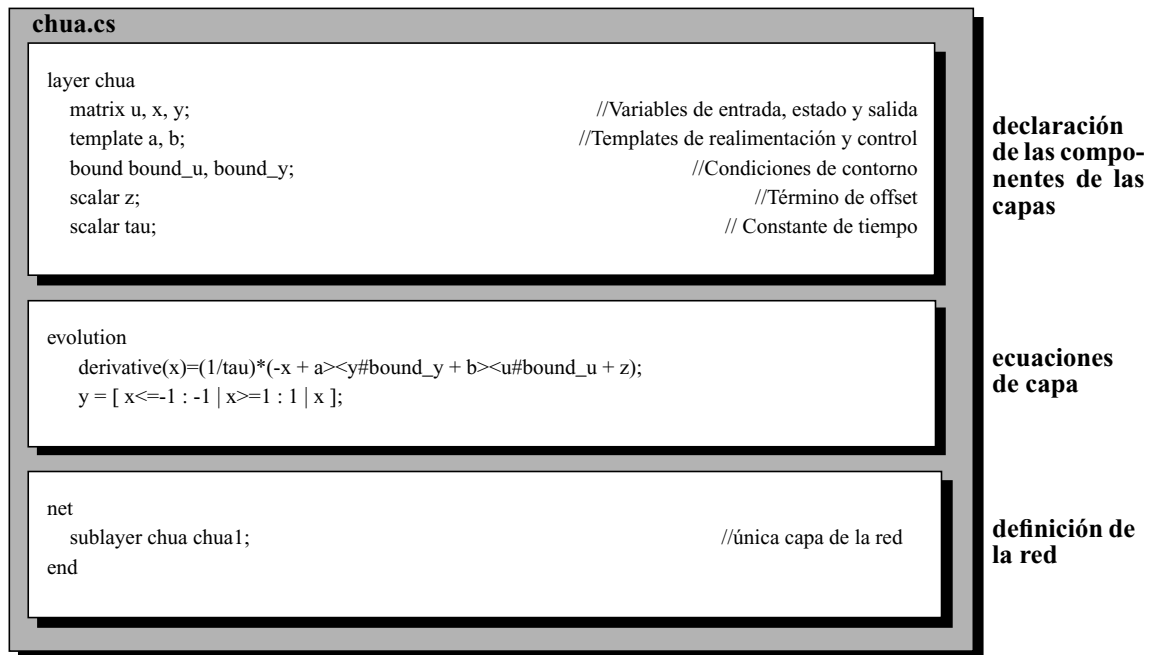 chua.cs
layer chua
matrix u, x, y; //Variables de entrada, estado y salida
template a, b; //Templates de realimentación y control
bound bound_u, bound_y; //Condiciones de contorno
scalar z; //Término de offset
scalar tau; // Constante de tiempo
declaración
de las compo-
nentes de las
capas
evolution
derivative(x)=(1/tau)*(-x + a><y#bound_y + b><u#bound_u + z);
y = [ x<=-1 : -1 | x>=1 : 1 | x ];
ecuaciones
de capa
net
sublayer chua chua1; //única capa de la red
end
definición de
la red